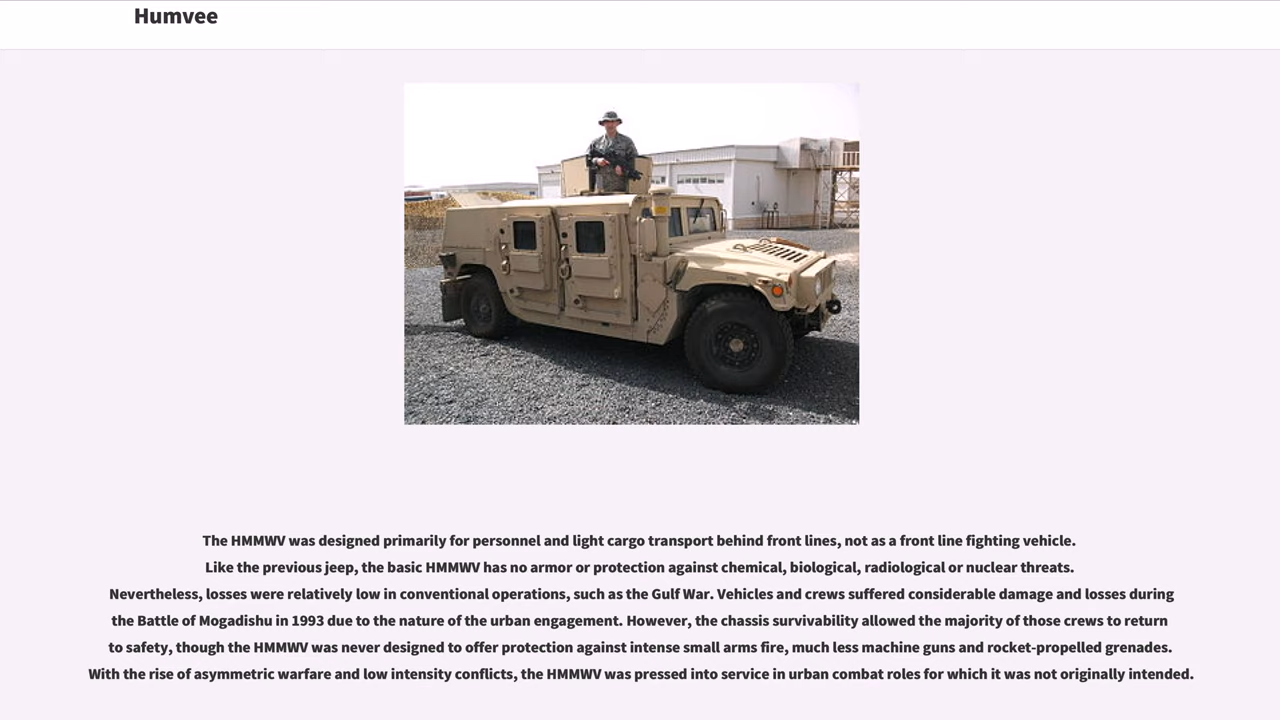 Humvee
The HMMWV was designed primarily for personnel and light cargo transport behind front lines, not as a front line fighting vehicle.
Like the previous jeep, the basic HMMWV has no armor or protection against chemical, biological, radiological or nuclear threats.
Nevertheless, losses were relatively low in conventional operations, such as the Gulf War. Vehicles and crews suffered considerable damage and losses during
the Battle of Mogadishu in 1993 due to the nature of the urban engagement. However, the chassis survivability allowed the majority of those crews to return
to safety, though the HMMWV was never designed to offer protection against intense small arms fire, much less machine guns and rocket-propelled grenades.
With the rise of asymmetric warfare and low intensity conflicts, the HMMWV was pressed into service in urban combat roles for which it was not originally intended.